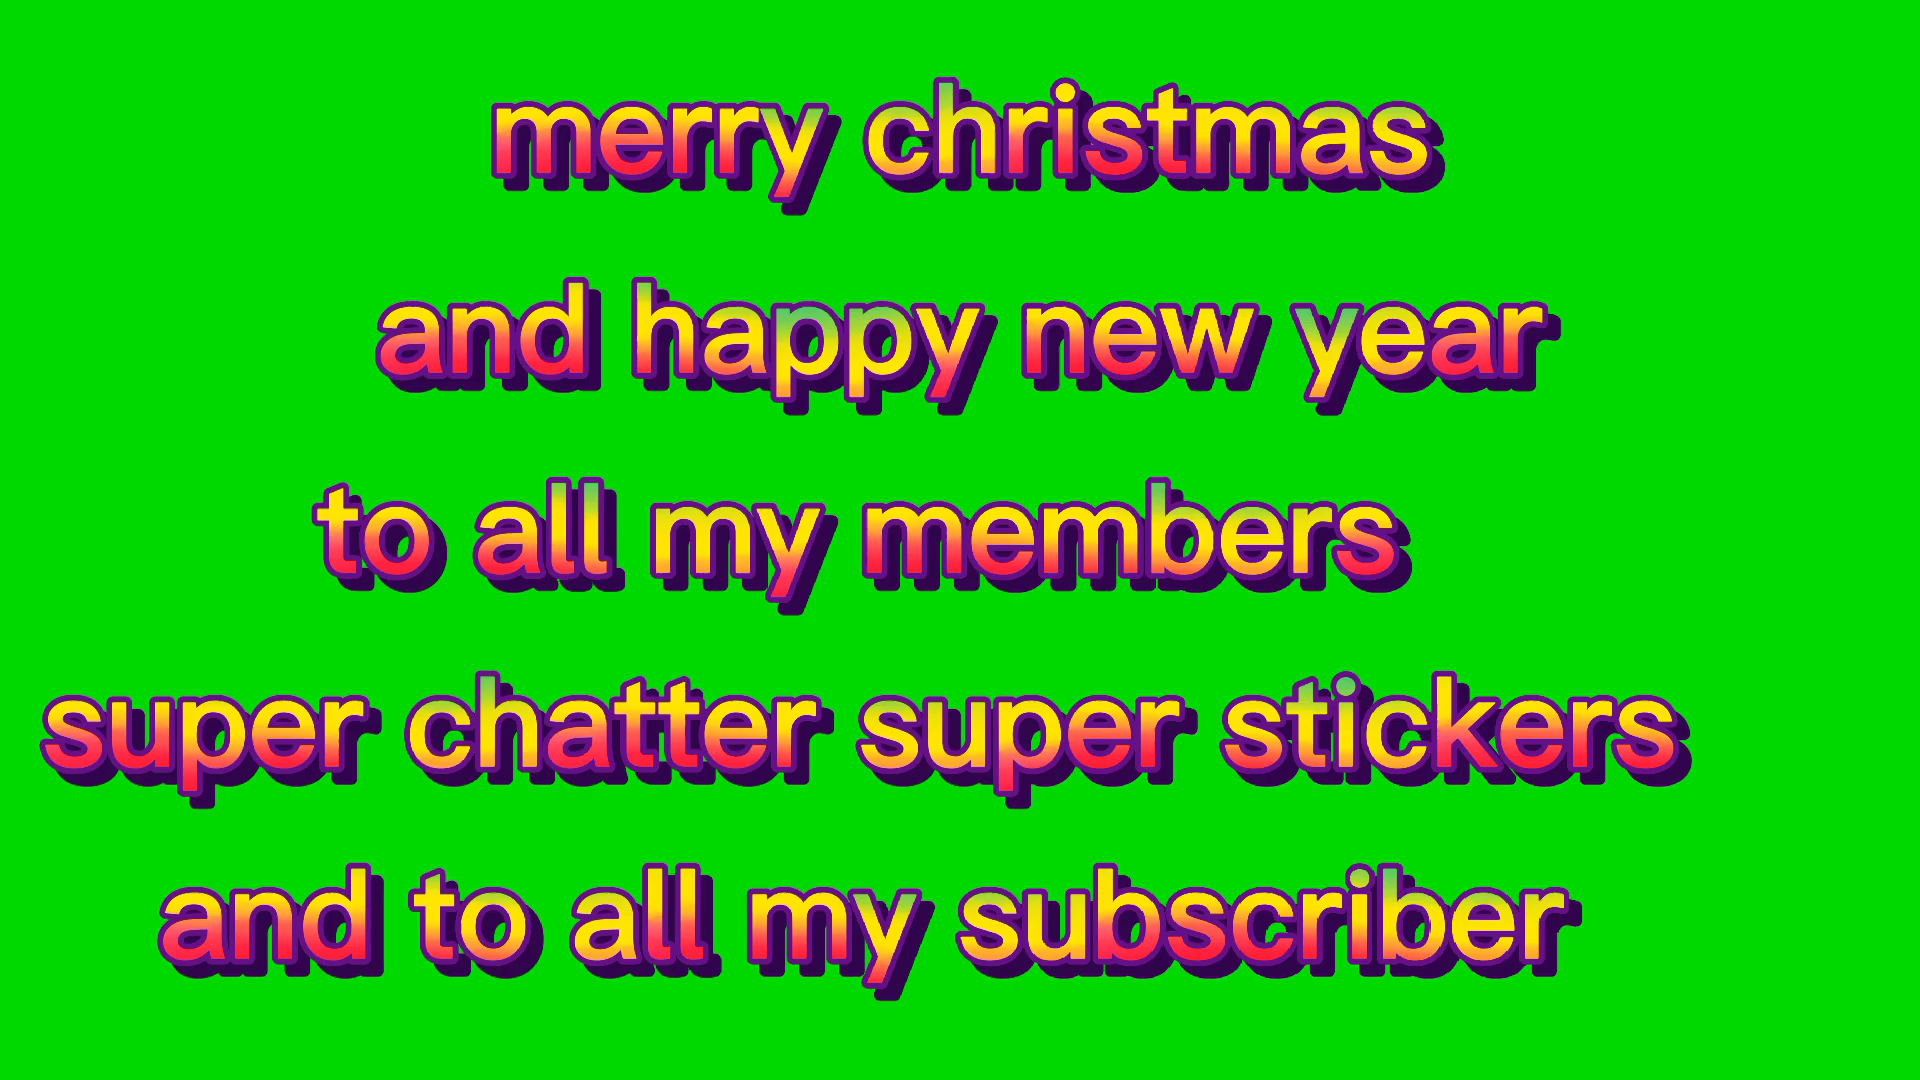 merry christmas
and happy new year
to all my members
super chatter super stickers
and to all my subscriber